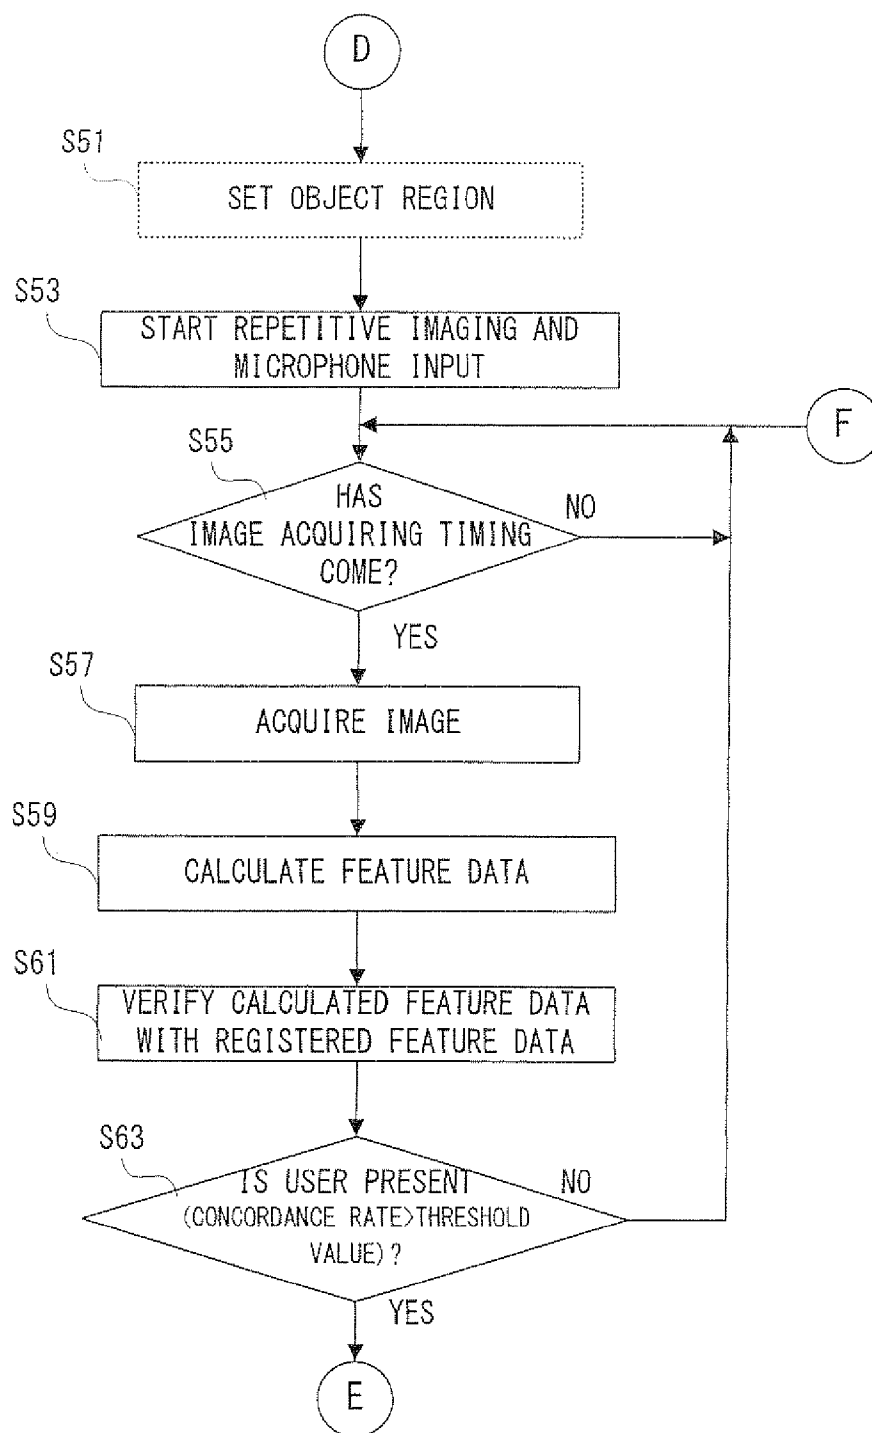 D
S51
SET OBJECT REGION
S53
START REPETITIVE IMAGING AND
MICROPHONE INPUT
F
S55
HAS
IMAGE ACQUIRING TIMING
COME?
NO
YES
S57
ACQUIRE IMAGE
S59
CALCULATE FEATURE DATA
S61
VERIFY CALCULATED FEATURE DATA
WITH REGISTERED FEATURE DATA
S63
IS USER PRESENT
(CONCORDANCE RATE>THRESHOLD
VALUE)?
NO
YES
E